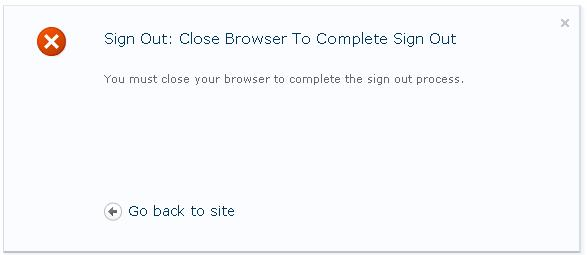 Sign Out: Close Browser To Complete Sign Out
You must close your browser to complete the sign out process.
Go back to site